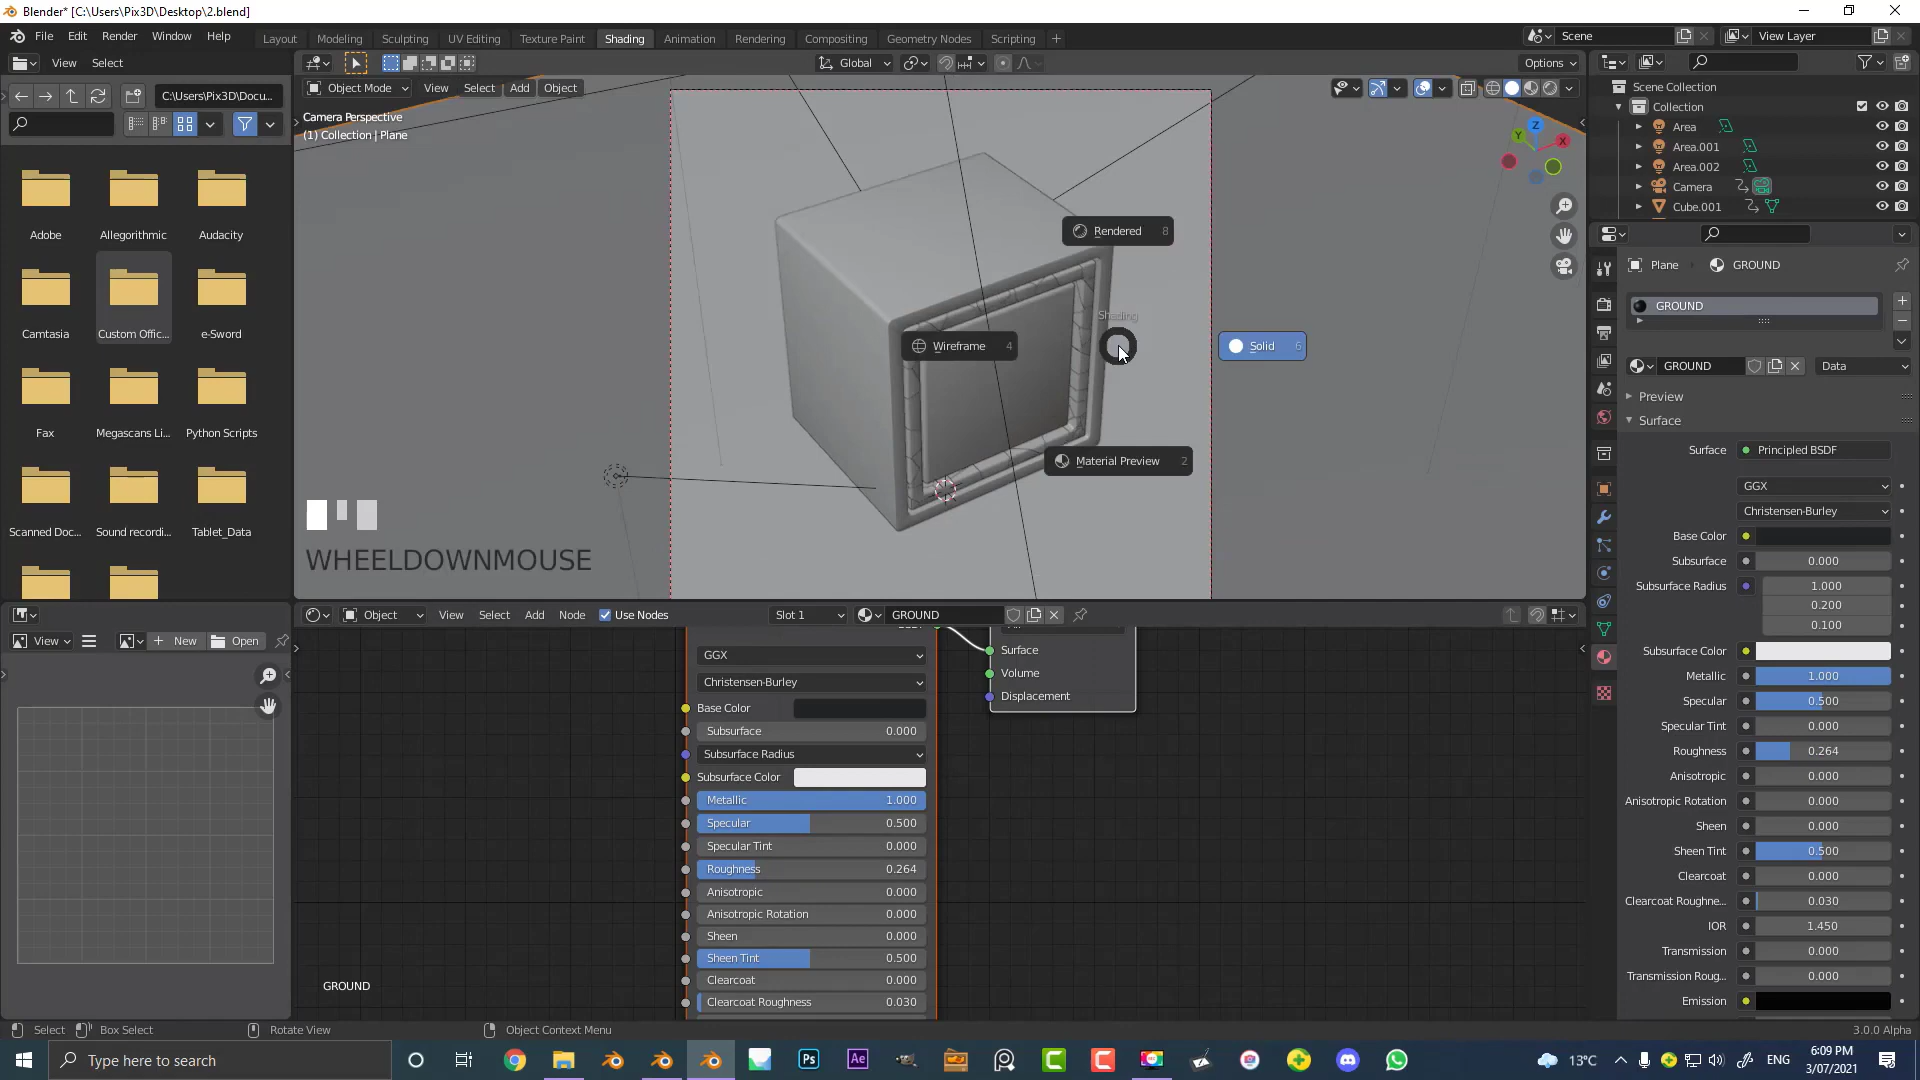 Blender* [C:\Users\Pix3D\Desktop\2.blend]
File Edit Render Window Help
Layout Modeling Sculpting UV Editing Texture Paint Shading Animation Rendering Compositing Geometry Nodes Scripting
Scene
View Layer
View Select
Global
Options
C:\Users\Pix3D\Docu...
Object Mode View Select Add Object
Camera Perspective
(1) Collection | Plane
Adobe Allegorithmic Audacity
Camtasia Custom Offic... e-Sword
Fax Megascans Li... Python Scripts
Scanned Doc... Sound recordi... Tablet_Data
Z
Y
X
Rendered 8
Shading
Wireframe 4
Solid 6
Material Preview 2
WHEELDOWNMOUSE
Scene Collection
Collection
Area
Area.001
Area.002
Camera
Cube.001
Plane GROUND
GROUND
GROUND Data
Preview
Surface
Surface Principled BSDF
GGX
Christensen-Burley
Base Color
Subsurface 0.000
Subsurface Radius 1.000
0.200
0.100
Subsurface Color
Metallic 1.000
Specular 0.500
Specular Tint 0.000
Roughness 0.264
Anisotropic 0.000
Anisotropic Rotation 0.000
Sheen 0.000
Sheen Tint 0.500
Clearcoat 0.000
Clearcoat Roughne... 0.030
IOR 1.450
Transmission 0.000
Transmission Roug... 0.000
Emission
View New Open
Object View Select Add Node Use Nodes Slot 1 GROUND
GGX
Christensen-Burley
Base Color
Subsurface 0.000
Subsurface Radius
Subsurface Color
Metallic 1.000
Specular 0.500
Specular Tint 0.000
Roughness 0.264
Anisotropic 0.000
Anisotropic Rotation 0.000
Sheen 0.000
Sheen Tint 0.500
Clearcoat 0.000
Clearcoat Roughness 0.030
Surface
Volume
Displacement
GROUND
Select Box Select Rotate View Object Context Menu 3.0.0 Alpha
Type here to search
Ps
Ae
13°C
ENG
6:09 PM
3/07/2021